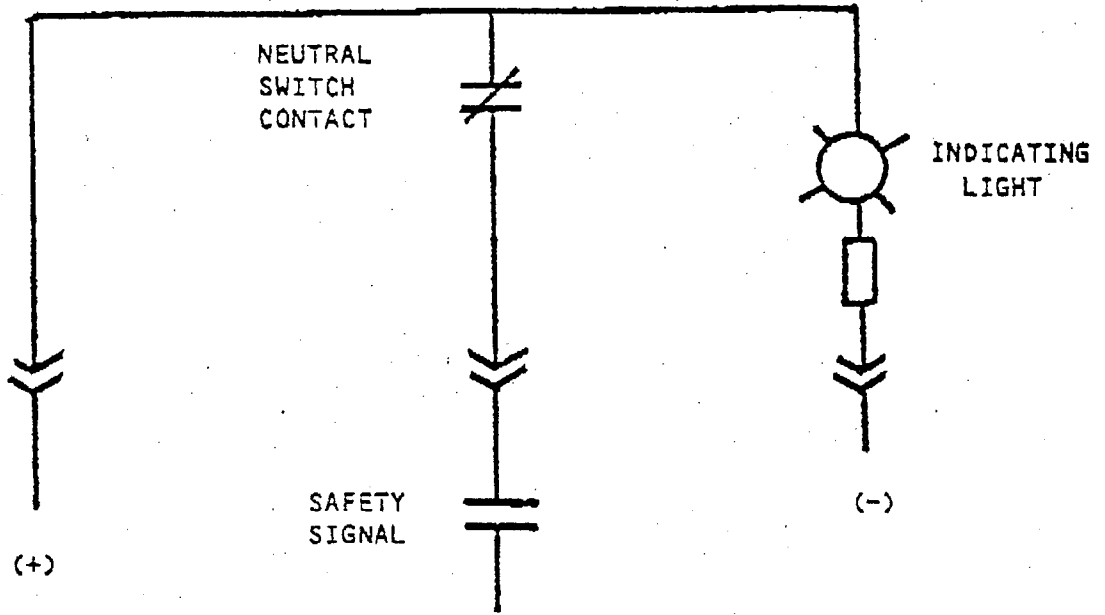 NEUTRAL
SWITCH
CONTACT
INDICATING
LIGHT
SAFETY
SIGNAL
(-)
(+)